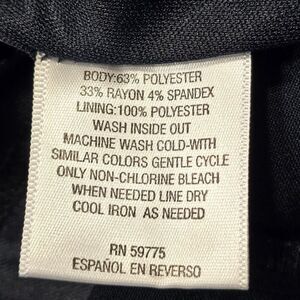 BODY:63% POLYESTER
33% RAYON 4% SPANDEX
LINING:100% POLYESTER
WASH INSIDE OUT
MACHINE WASH COLD-WITH
SIMILAR COLORS GENTLE CYCLE
ONLY NON-CHLORINE BLEACH
WHEN NEEDED LINE DRY
COOL IRON AS NEEDED
RN 59775
ESPAÑOL EN REVERSO